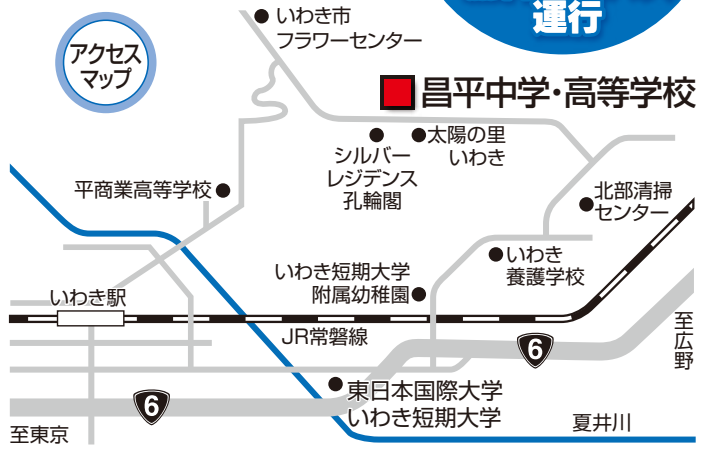 運行
いわき市
フラワーセンター
アクセス
マップ
昌平中学・高等学校
太陽の里
いわき
シルバー
レジデンス
孔輪閣
平商業高等学校
北部清掃
センター
いわき
養護学校
いわき短期大学
附属幼稚園
いわき駅
JR常磐線
至広野
6
6
東日本国際大学
いわき短期大学
夏井川
至東京